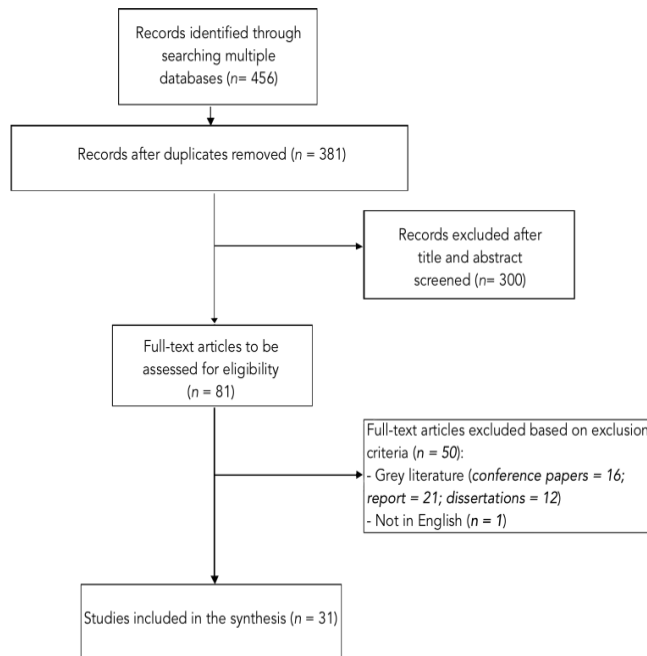 Records identified through
searching multiple
databases (n= 456)
Records after duplicates removed (n = 381)
Records excluded after
title and abstract
screened (n= 300)
Full-text articles to be
assessed for eligibility
(n = 81)
Full-text articles excluded based on exclusion
criteria (n = 50):
- Grey literature (conference papers = 16;
report = 21; dissertations = 12)
- Not in English (n = 1)
Studies included in the synthesis (n = 31)